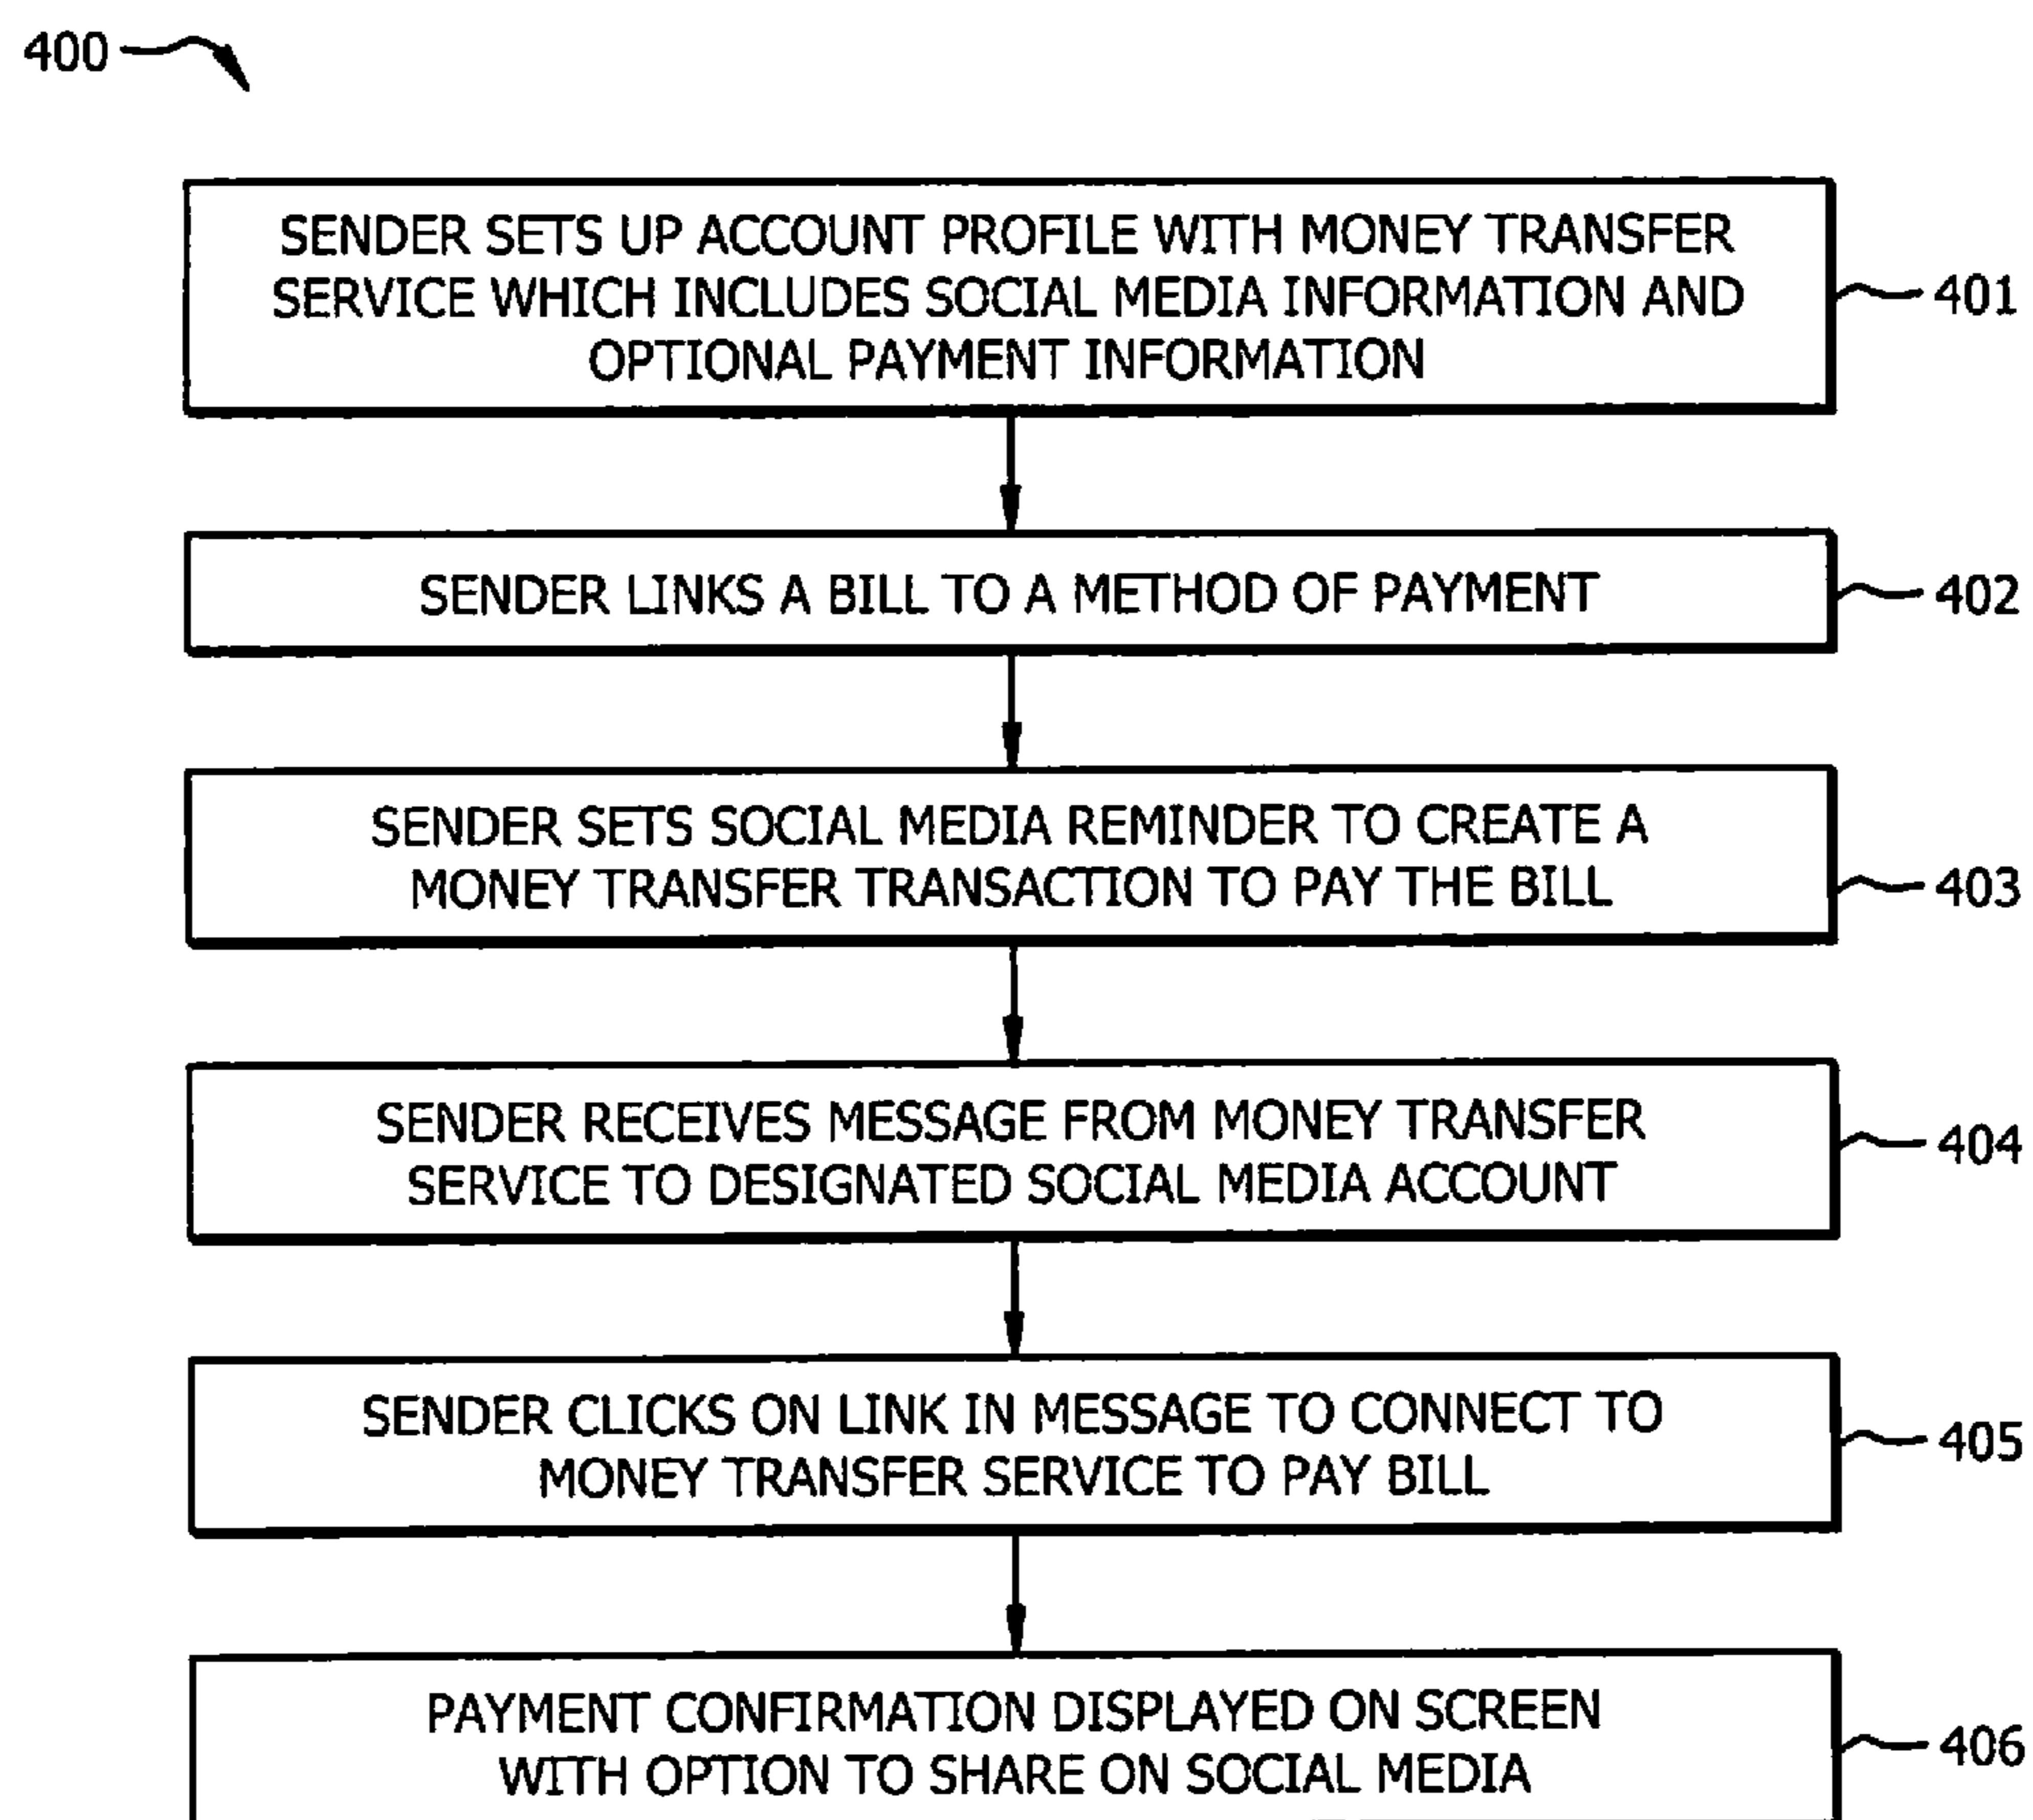 400
SENDER SETS UP ACCOUNT PROFILE WITH MONEY TRANSFER
SERVICE WHICH INCLUDES SOCIAL MEDIA INFORMATION AND
OPTIONAL PAYMENT INFORMATION
401
SENDER LINKS A BILL TO A METHOD OF PAYMENT
402
SENDER SETS SOCIAL MEDIA REMINDER TO CREATE A
MONEY TRANSFER TRANSACTION TO PAY THE BILL
403
SENDER RECEIVES MESSAGE FROM MONEY TRANSFER
SERVICE TO DESIGNATED SOCIAL MEDIA ACCOUNT
404
SENDER CLICKS ON LINK IN MESSAGE TO CONNECT TO
MONEY TRANSFER SERVICE TO PAY BILL
405
PAYMENT CONFIRMATION DISPLAYED ON SCREEN
WITH OPTION TO SHARE ON SOCIAL MEDIA
406